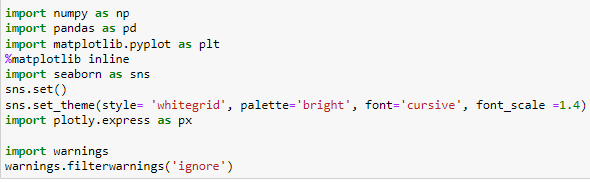 import numpy as np
import pandas as pd
import matplotlib.pyplot as plt
%matplotlib inline
import seaborn as sns
sns.set()
sns.set_theme(style= 'whitegrid', palette='bright', font='cursive', font_scale =1.4)
import plotly.express as px

import warnings
warnings.filterwarnings('ignore')